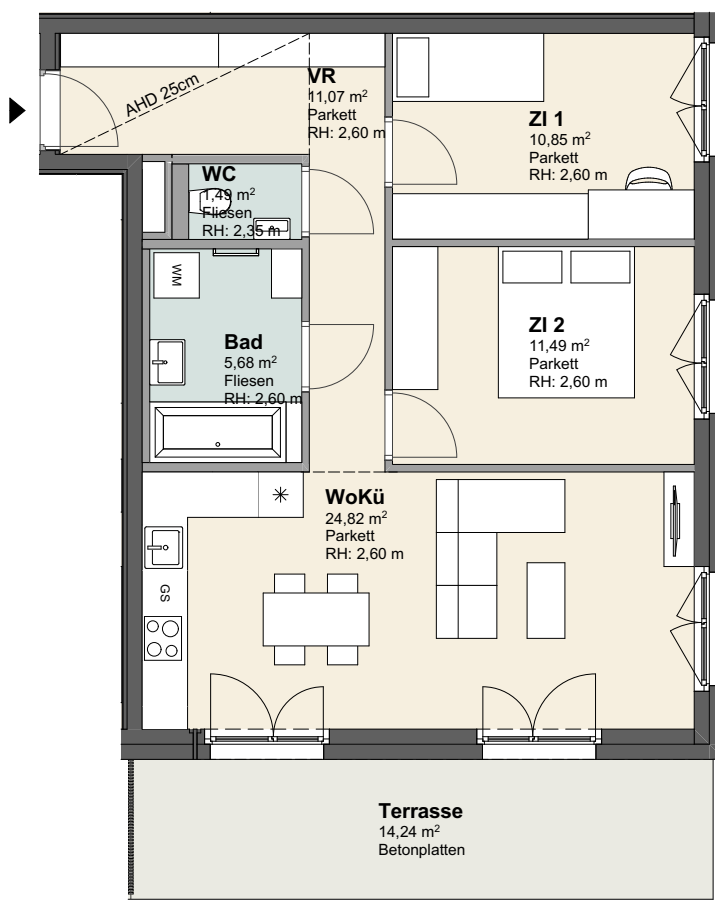 AHD 25cm
VR
11,07 m²
Parkett
RH: 2,60 m
ZI 1
10,85 m²
Parkett
RH: 2,60 m
WC
1,49 m²
Fliesen
RH: 2,35 m
WM
Bad
5,68 m²
Fliesen
RH: 2,60 m
ZI 2
11,49 m²
Parkett
RH: 2,60 m
WoKü
24,82 m²
Parkett
RH: 2,60 m
GS
Terrasse
14,24 m²
Betonplatten